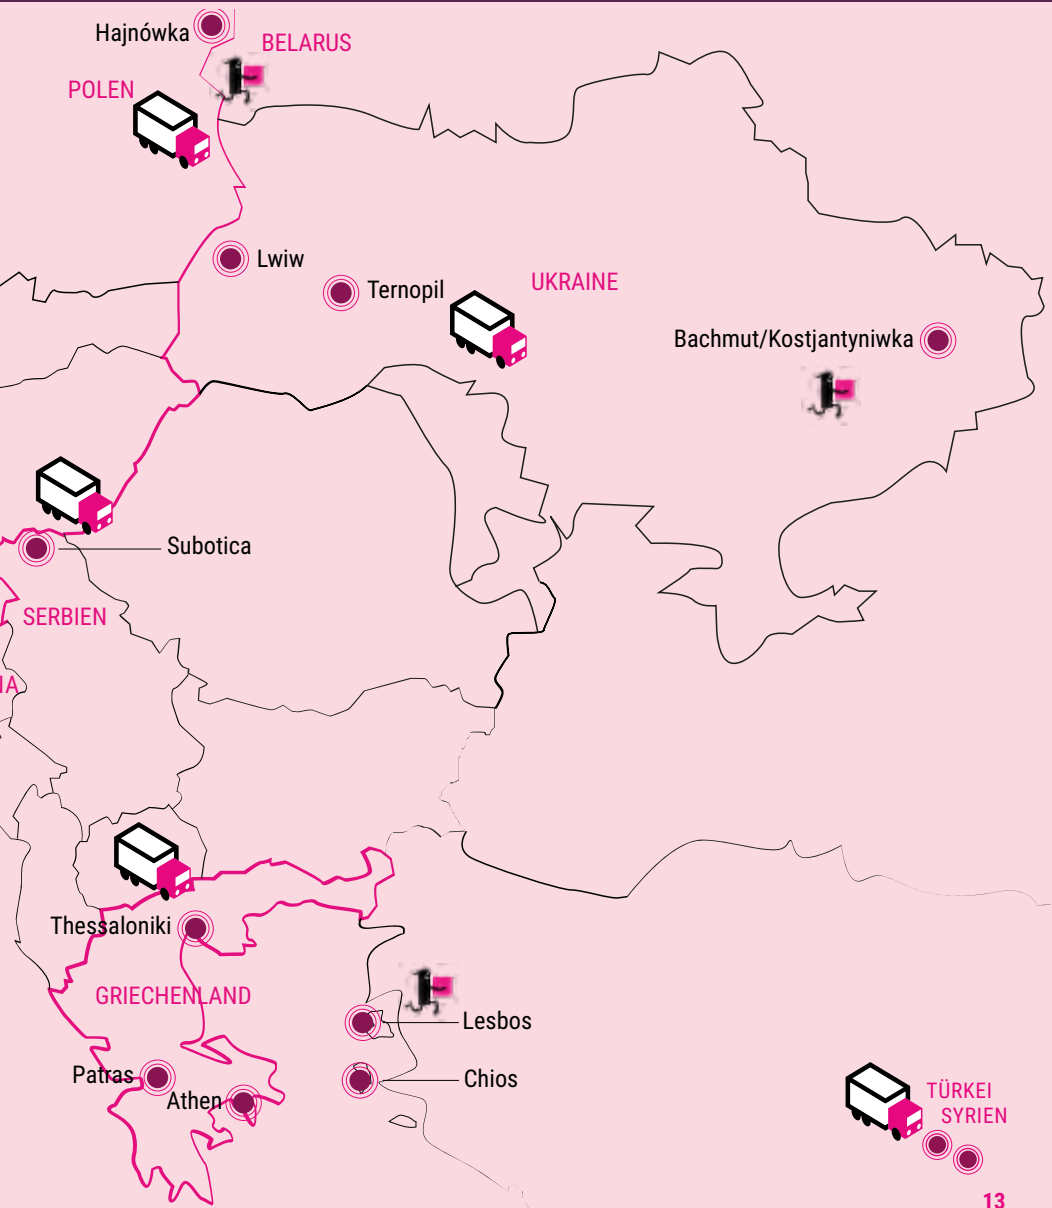 Hajnówka
BELARUS
POLEN
Lwiw
Ternopil
UKRAINE
Bachmut/Kostjantyniwka
Subotica
SERBIEN
NA
Thessaloniki
GRIECHENLAND
Lesbos
Patras
Chios
Athen
TÜRKEI
SYRIEN
13